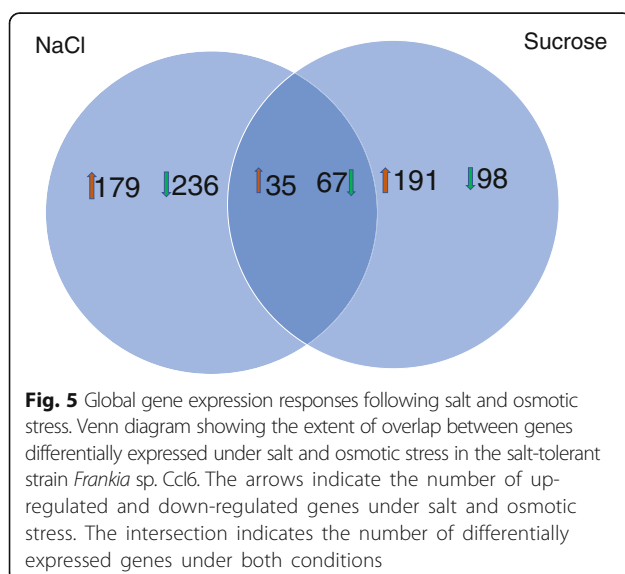 NaCl
Sucrose
↑179 ↓236 ↑35 67↓ ↑191 ↓98
Fig. 5 Global gene expression responses following salt and osmotic
stress. Venn diagram showing the extent of overlap between genes
differentially expressed under salt and osmotic stress in the salt-tolerant
strain Frankia sp. CcI6. The arrows indicate the number of up-
regulated and down-regulated genes under salt and osmotic
stress. The intersection indicates the number of differentially
expressed genes under both conditions